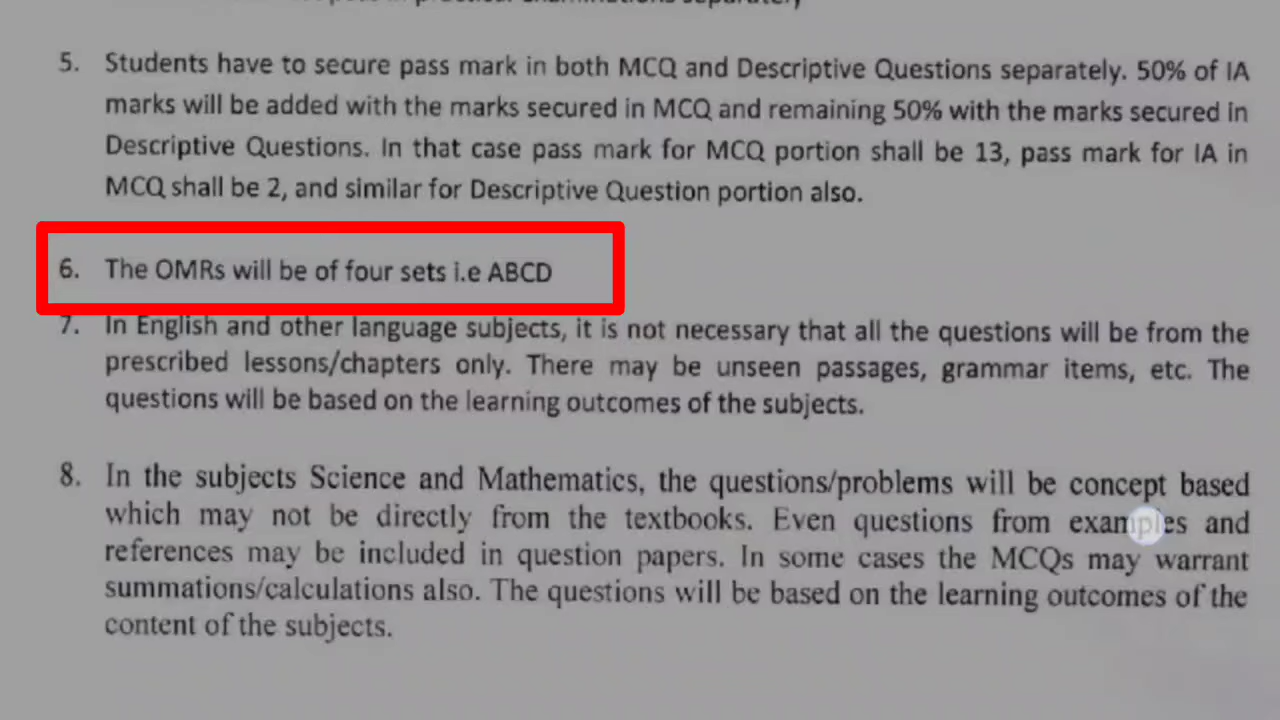 5. Students have to secure pass mark in both MCQ and Descriptive Questions separately. 50% of IA
marks will be added with the marks secured in MCQ and remaining 50% with the marks secured in
Descriptive Questions. In that case pass mark for MCQ portion shall be 13, pass mark for IA in
MCQ shall be 2, and similar for Descriptive Question portion also.
6. The OMRs will be of four sets i.e ABCD
7. In English and other language subjects, it is not necessary that all the questions will be from the
prescribed lessons/chapters only. There may be unseen passages, grammar items, etc. The
questions will be based on the learning outcomes of the subjects.
8. In the subjects Science and Mathematics, the questions/problems will be concept based
which may not be directly from the textbooks. Even questions from examples and
references may be included in question papers. In some cases the MCQs may warrant
summations/calculations also. The questions will be based on the learning outcomes of the
content of the subjects.